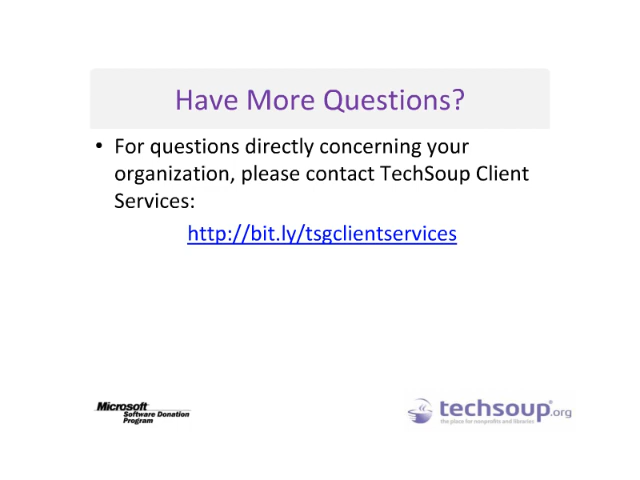 Have More Questions?
• For questions directly concerning your
organization, please contact TechSoup Client
Services:
http://bit.ly/tsgclientservices
Microsoft
Software Donation
Program
techsoup.org
the place for nonprofits and libraries